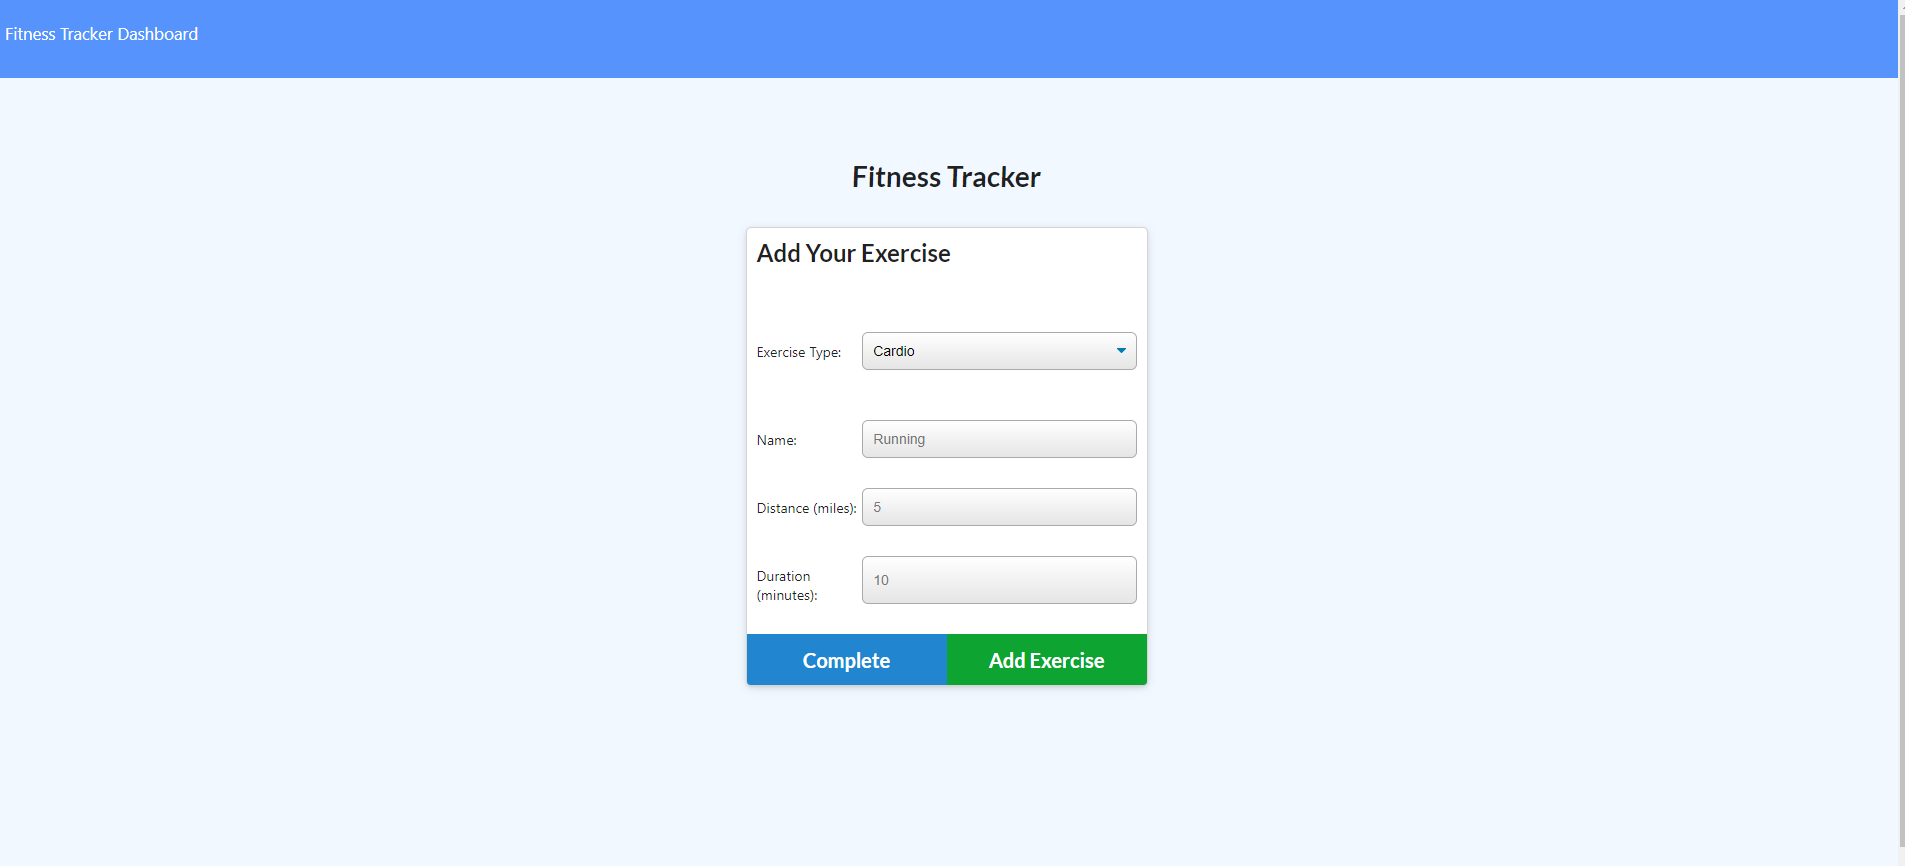 Fitness Tracker Dashboard
Fitness Tracker
Add Your Exercise
Exercise Type: Cardio
Name: Running
Distance (miles): 5
Duration
(minutes): 10
Complete Add Exercise